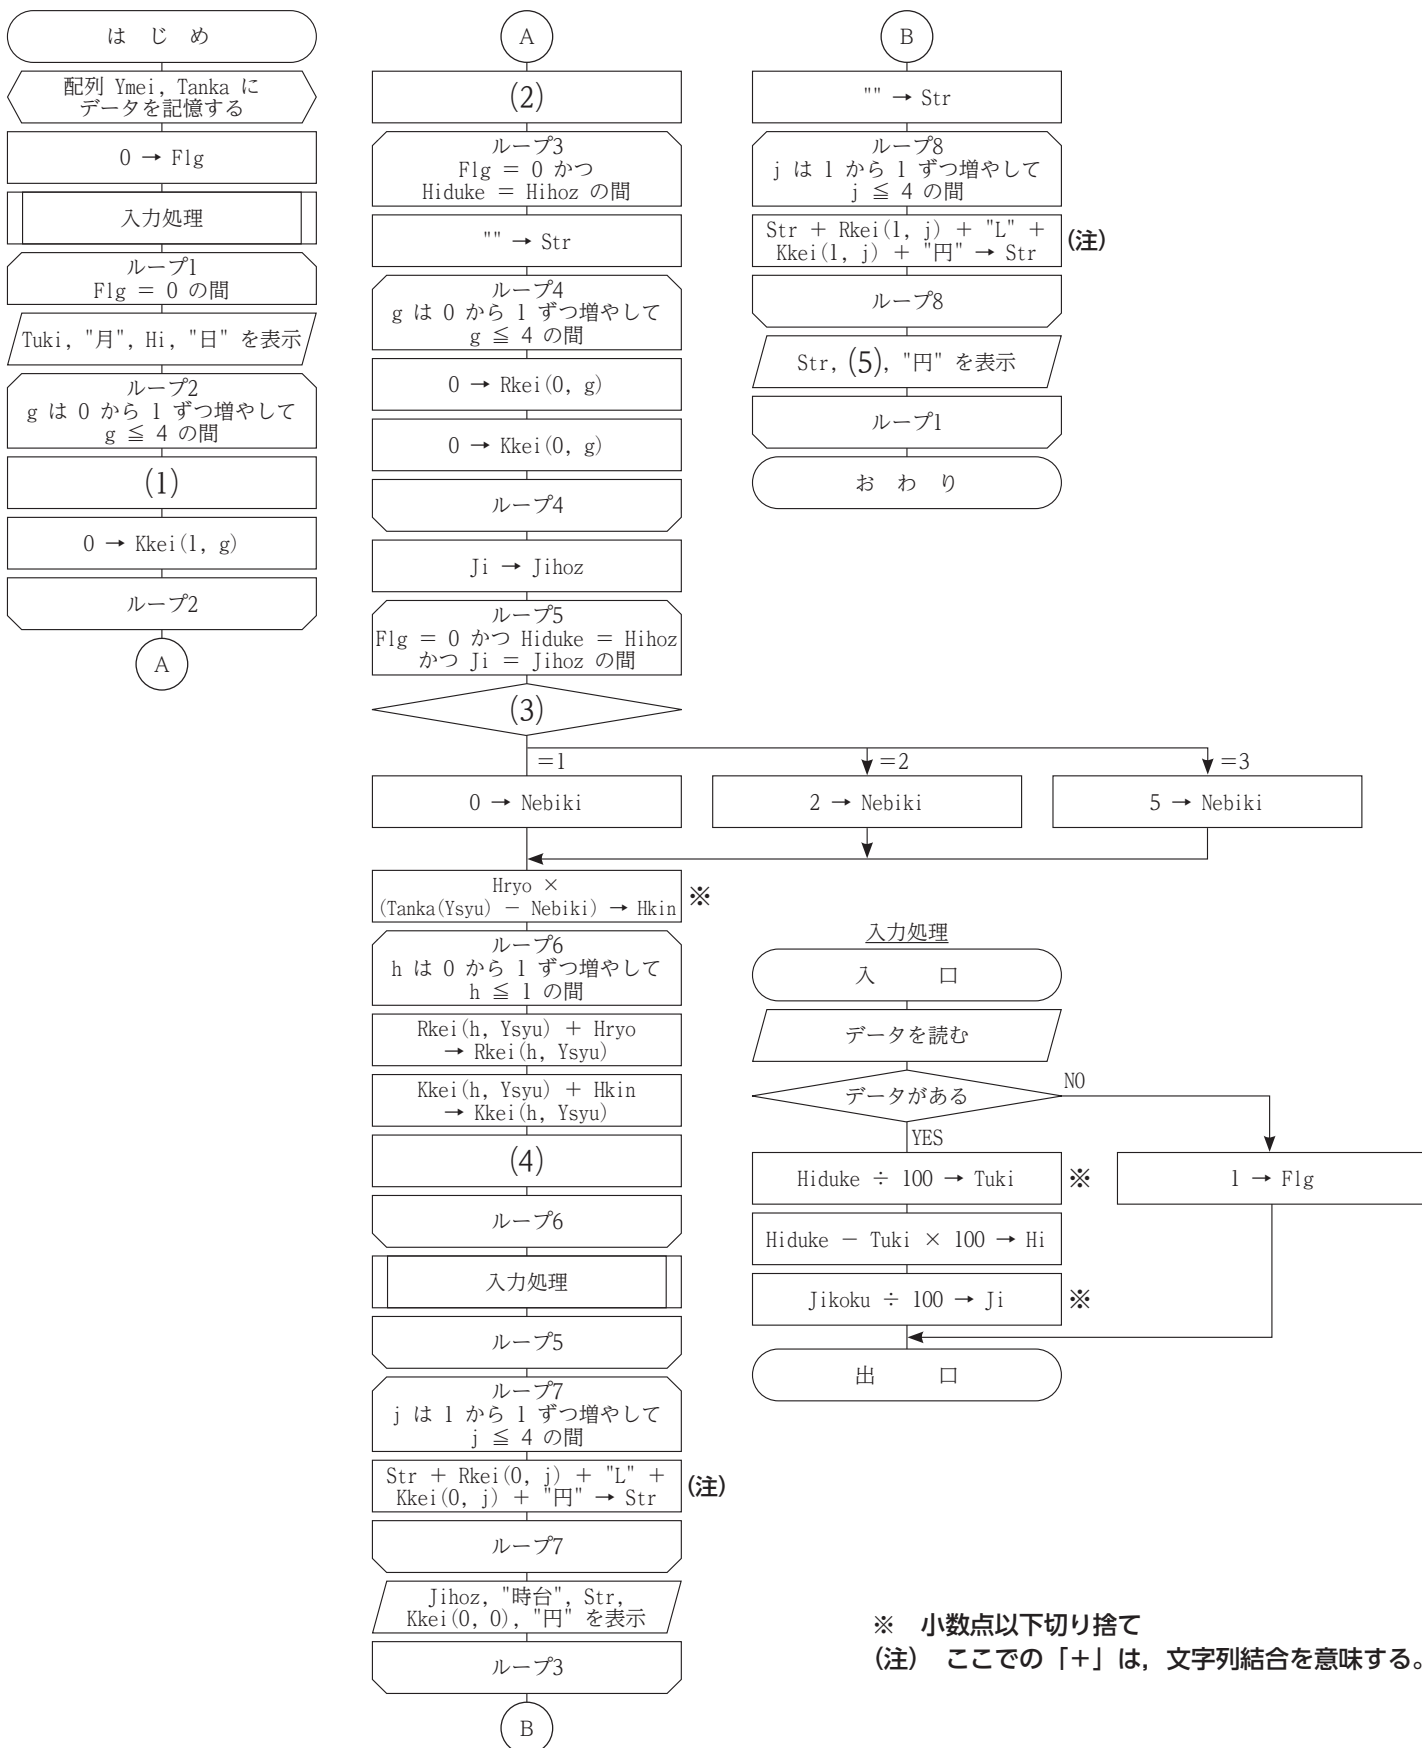 は じ め
配列 Ymei, Tanka に
データを記憶する
0 → Flg
入力処理
ループ1
Flg = 0 の間
Tuki, "月", Hi, "日" を表示
ループ2
g は 0 から 1 ずつ増やして
g ≦ 4 の間
(1)
0 → Kkei(1, g)
ループ2
A
A
(2)
ループ3
Flg = 0 かつ
Hiduke = Hihoz の間
"" → Str
ループ4
g は 0 から 1 ずつ増やして
g ≦ 4 の間
0 → Rkei(0, g)
0 → Kkei(0, g)
ループ4
Ji → Jihoz
ループ5
Flg = 0 かつ Hiduke = Hihoz
かつ Ji = Jihoz の間
(3)
=1
=2
=3
0 → Nebiki
2 → Nebiki
5 → Nebiki
Hryo ×
(Tanka(Ysyu) − Nebiki) → Hkin
※
ループ6
h は 0 から 1 ずつ増やして
h ≦ 1 の間
Rkei(h, Ysyu) + Hryo
→ Rkei(h, Ysyu)
Kkei(h, Ysyu) + Hkin
→ Kkei(h, Ysyu)
(4)
ループ6
入力処理
ループ5
ループ7
j は 1 から 1 ずつ増やして
j ≦ 4 の間
Str + Rkei(0, j) + "L" +
Kkei(0, j) + "円" → Str
(注)
ループ7
Jihoz, "時台", Str,
Kkei(0, 0), "円" を表示
ループ3
B
B
"" → Str
ループ8
j は 1 から 1 ずつ増やして
j ≦ 4 の間
Str + Rkei(1, j) + "L" +
Kkei(1, j) + "円" → Str
(注)
ループ8
Str, (5), "円" を表示
ループ1
お わ り
入力処理
入 口
データを読む
データがある
NO
YES
Hiduke ÷ 100 → Tuki
※
1 → Flg
Hiduke − Tuki × 100 → Hi
Jikoku ÷ 100 → Ji
※
出 口
※ 小数点以下切り捨て
(注) ここでの「+」は，文字列結合を意味する。